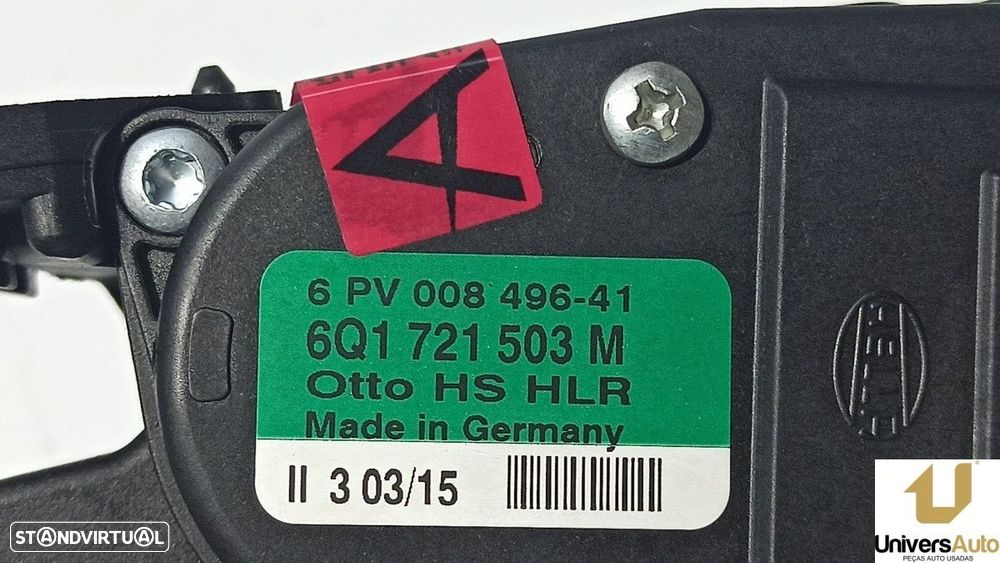 A
6 PV 008 496-41
6Q1 721 503 M
Otto HS HLR
Made in Germany
II 3 03/15
HELLA
STANDVIRTUAL
UniversAuto
PEÇAS AUTO USADAS